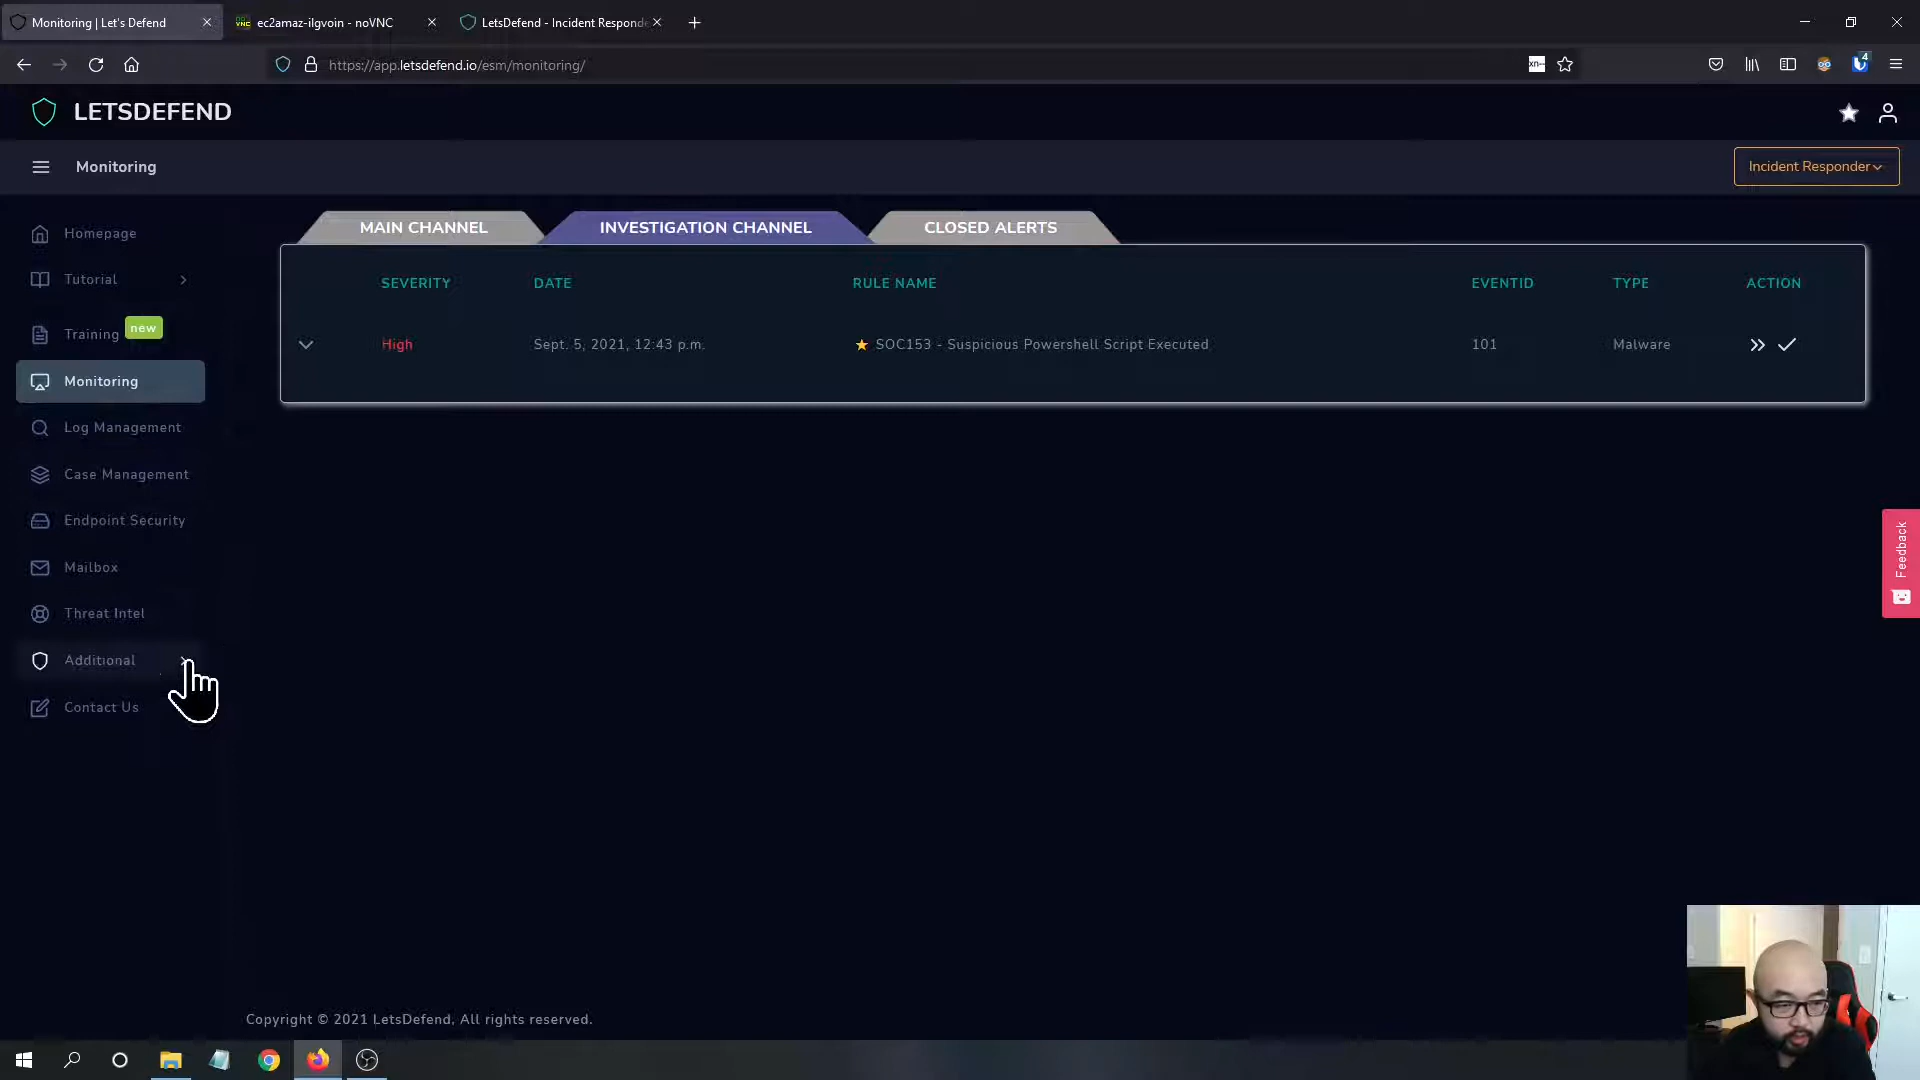 Monitoring | Let's Defend
ec2amaz-ilgvoin - noVNC
LetsDefend - Incident Responde
https://app.letsdefend.io/esm/monitoring/
4
LETSDEFEND
Monitoring
Incident Responder
Homepage
Tutorial
Training new
Monitoring
Log Management
Case Management
Endpoint Security
Mailbox
Threat Intel
Additional
Contact Us
MAIN CHANNEL
INVESTIGATION CHANNEL
CLOSED ALERTS
SEVERITY DATE RULE NAME EVENTID TYPE ACTION
High Sept. 5, 2021, 12:43 p.m. SOC153 - Suspicious Powershell Script Executed 101 Malware
Feedback
Copyright © 2021 LetsDefend, All rights reserved.